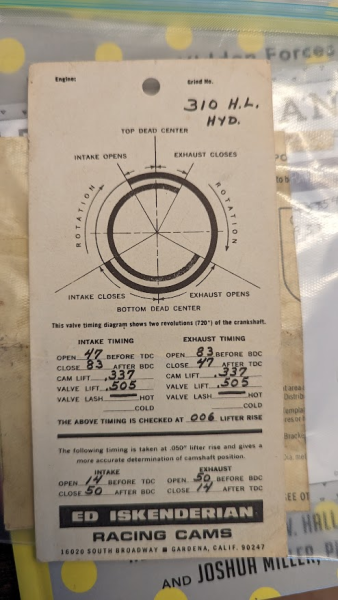 Hidden Forces
Engine: Grind No.
310 H.L.
HYD.
TOP DEAD CENTER
INTAKE OPENS EXHAUST CLOSES
ROTATION ROTATION
INTAKE CLOSES EXHAUST OPENS
BOTTOM DEAD CENTER
This valve timing diagram shows two revolutions (720°) of the crankshaft.
INTAKE TIMING EXHAUST TIMING
OPEN 47 BEFORE TDC OPEN 83 BEFORE BDC
CLOSE 83 AFTER BDC CLOSE 47 AFTER TDC
CAM LIFT .337 CAM LIFT .337
VALVE LIFT .505 VALVE LIFT .505
VALVE LASH HOT VALVE LASH HOT
COLD COLD
THE ABOVE TIMING IS CHECKED AT .006 LIFTER RISE
The following timing is taken at .050" lifter rise and gives a
more accurate determination of camshaft position.
INTAKE EXHAUST
OPEN 14 BEFORE TDC OPEN 50 BEFORE BDC
CLOSE 50 AFTER BDC CLOSE 14 AFTER TDC
ED ISKENDERIAN
RACING CAMS
16020 SOUTH BROADWAY ■ GARDENA, CALIF. 90247
HALL
AND JOSHUA MILLER, P